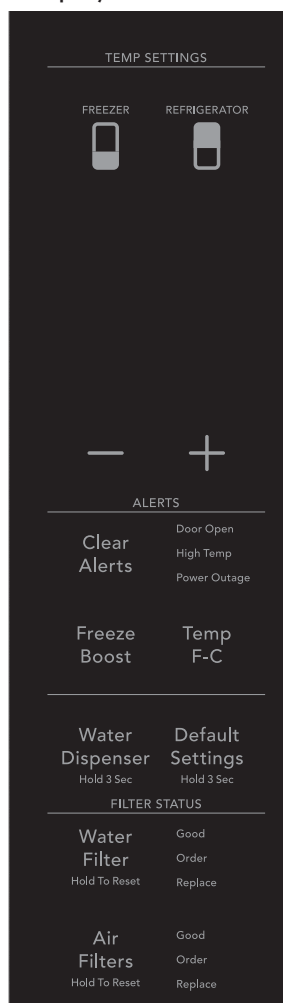 TEMP SETTINGS
FREEZER REFRIGERATOR
− +
ALERTS
Clear
Alerts
Door Open
High Temp
Power Outage
Freeze
Boost
Temp
F-C
Water
Dispenser
Hold 3 Sec
Default
Settings
Hold 3 Sec
FILTER STATUS
Water
Filter
Hold To Reset
Good
Order
Replace
Air
Filters
Hold To Reset
Good
Order
Replace